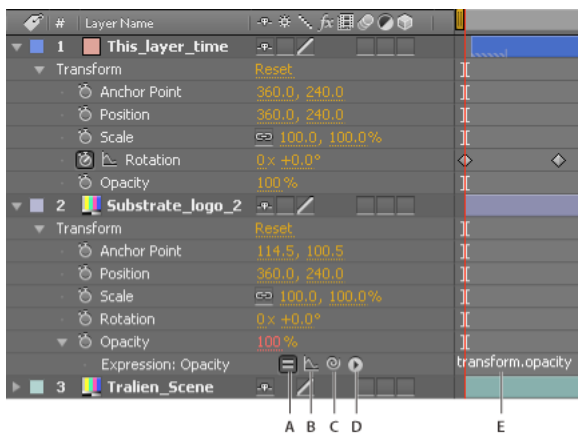 # Layer Name fx
1 This_layer_time
Transform Reset
Anchor Point 360.0, 240.0
Position 360.0, 240.0
Scale 100.0, 100.0%
Rotation 0x +0.0°
Opacity 100%
2 Substrate_logo_2
Transform Reset
Anchor Point 114.5, 100.5
Position 360.0, 240.0
Scale 100.0, 100.0%
Rotation 0x +0.0°
Opacity 100%
Expression: Opacity transform.opacity
3 Tralien_Scene
A B C D E